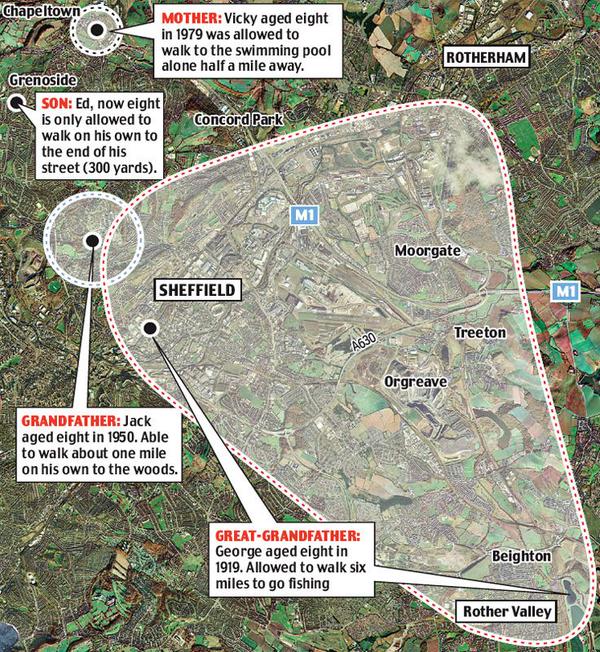 Chapeltown
MOTHER: Vicky aged eight
in 1979 was allowed to
walk to the swimming pool
alone half a mile away.
ROTHERHAM
Grenoside
SON: Ed, now eight
is only allowed to
walk on his own to
the end of his
street (300 yards).
Concord Park
M1
Moorgate
SHEFFIELD
M1
Treeton
A630
Orgreave
GRANDFATHER: Jack
aged eight in 1950. Able
to walk about one mile
on his own to the woods.
GREAT-GRANDFATHER:
George aged eight in
1919. Allowed to walk six
miles to go fishing
Beighton
Rother Valley